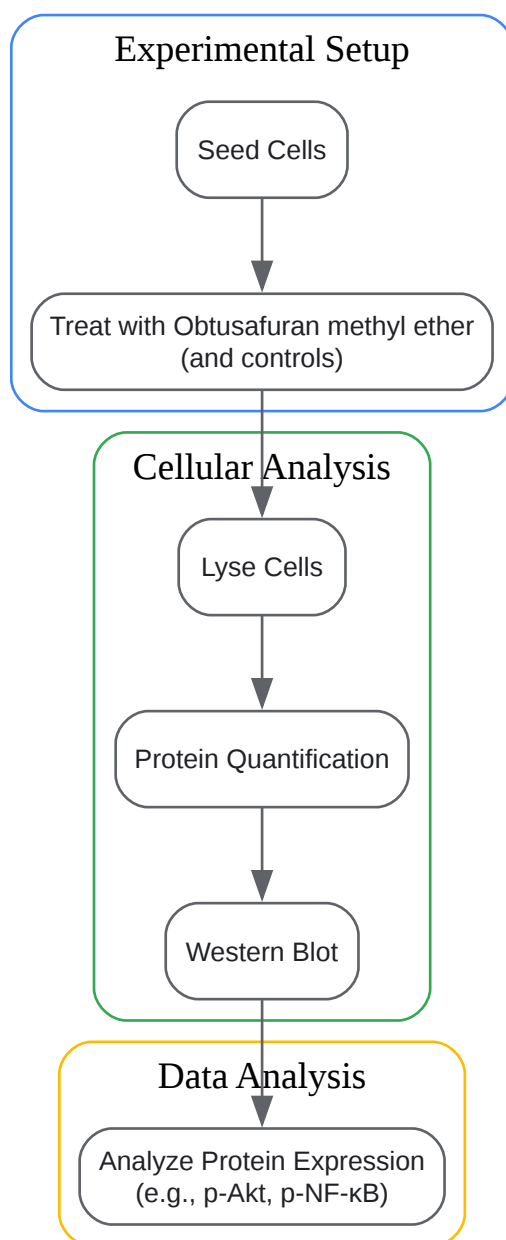 Experimental Setup
Seed Cells
Treat with Obtusafuran methyl ether
(and controls)
Cellular Analysis
Lyse Cells
Protein Quantification
Western Blot
Data Analysis
Analyze Protein Expression
(e.g., p-Akt, p-NF-κB)